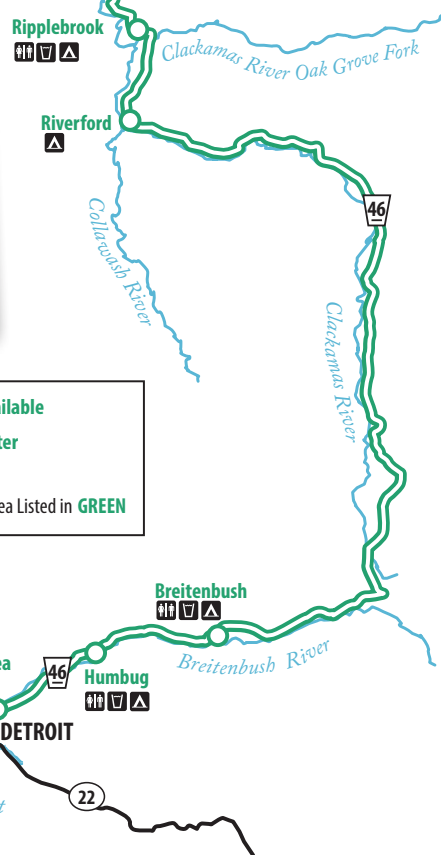 Ripplebrook
Clackamas River Oak Grove Fork
Riverford
46
Collawash River
Clackamas River
ilable
ter
ea Listed in GREEN
Breitenbush
Breitenbush River
ea
46
Humbug
DETROIT
22
t